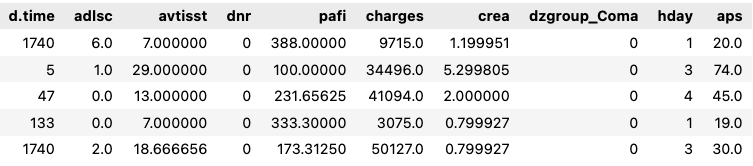 d.time adlsc avtisst dnr pafi charges crea dzgroup_Coma hday aps
1740 6.0 7.000000 0 388.00000 9715.0 1.199951 0 1 20.0
5 1.0 29.000000 0 100.00000 34496.0 5.299805 0 3 74.0
47 0.0 13.000000 0 231.65625 41094.0 2.000000 0 4 45.0
133 0.0 7.000000 0 333.30000 3075.0 0.799927 0 1 19.0
1740 2.0 18.666656 0 173.31250 50127.0 0.799927 0 3 30.0